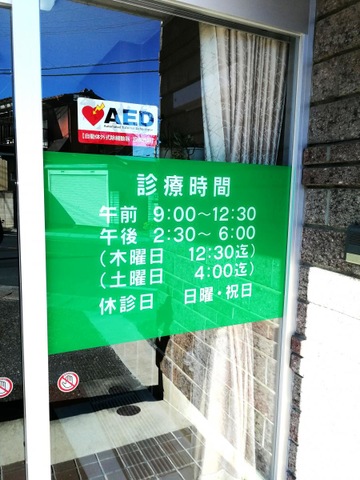 AED
診療時間
午前 9:00～12:30
午後 2:30～ 6:00
(木曜日 12:30迄)
(土曜日 4:00迄)
休診日 日曜・祝日